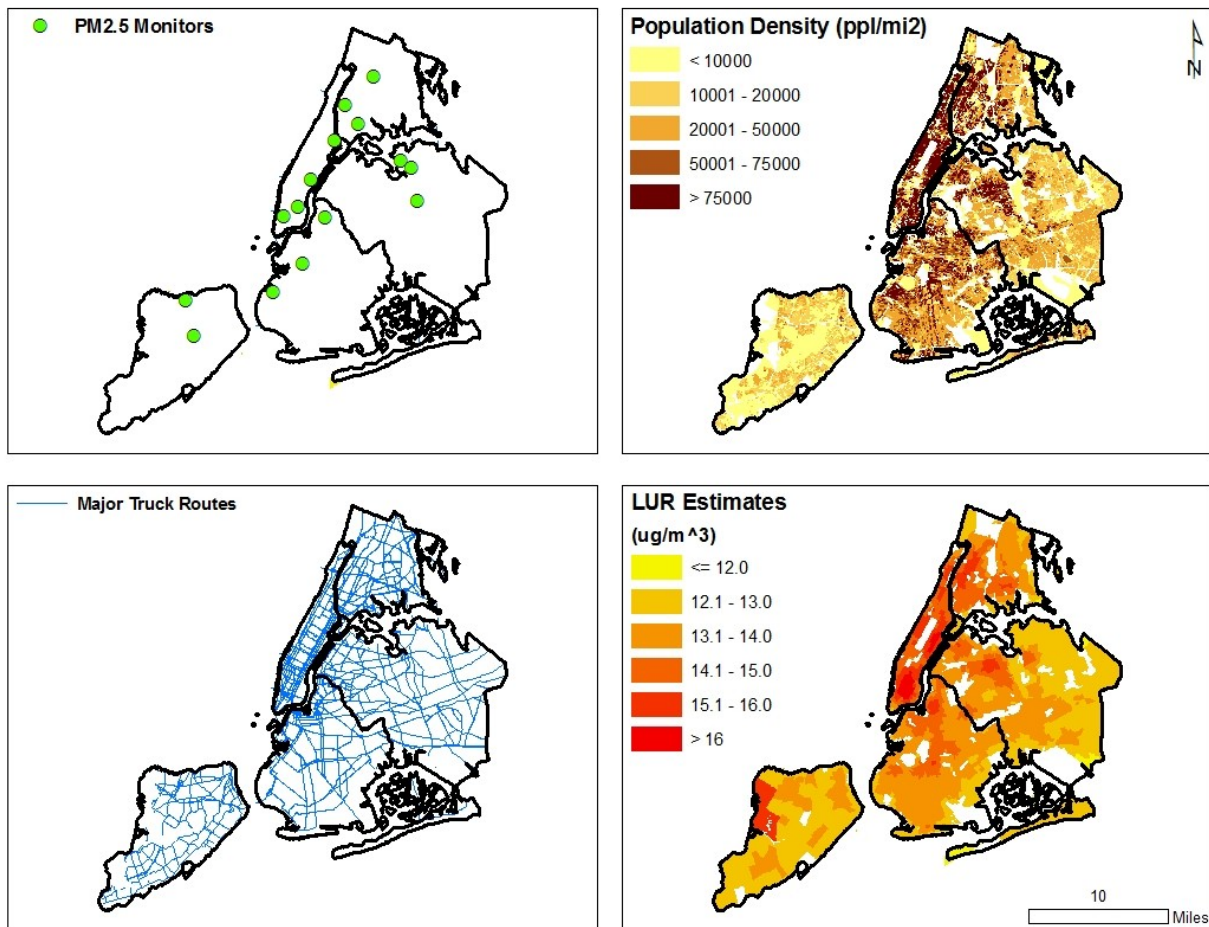 PM2.5 Monitors
Population Density (ppl/mi2)
< 10000
10001 - 20000
20001 - 50000
50001 - 75000
> 75000
N
Major Truck Routes
LUR Estimates
(ug/m^3)
<= 12.0
12.1 - 13.0
13.1 - 14.0
14.1 - 15.0
15.1 - 16.0
> 16
10
Miles